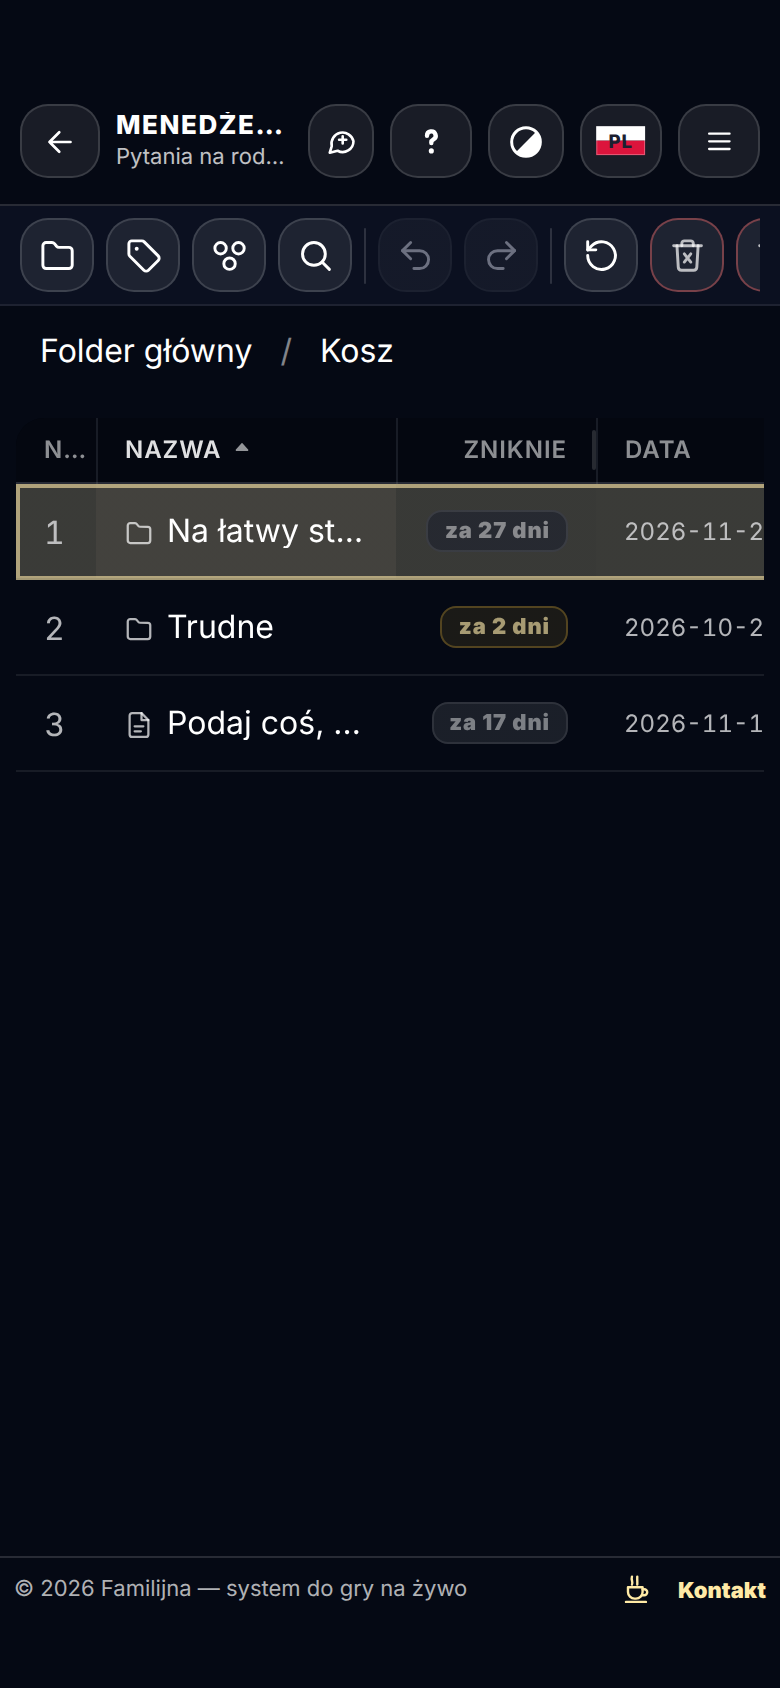 MENEDŻE...
Pytania na rod...
?
PL
Folder główny / Kosz
N... NAZWA ZNIKNIE DATA
1 Na łatwy st... za 27 dni 2026-11-2
2 Trudne za 2 dni 2026-10-2
3 Podaj coś, ... za 17 dni 2026-11-1
© 2026 Familijna — system do gry na żywo Kontakt